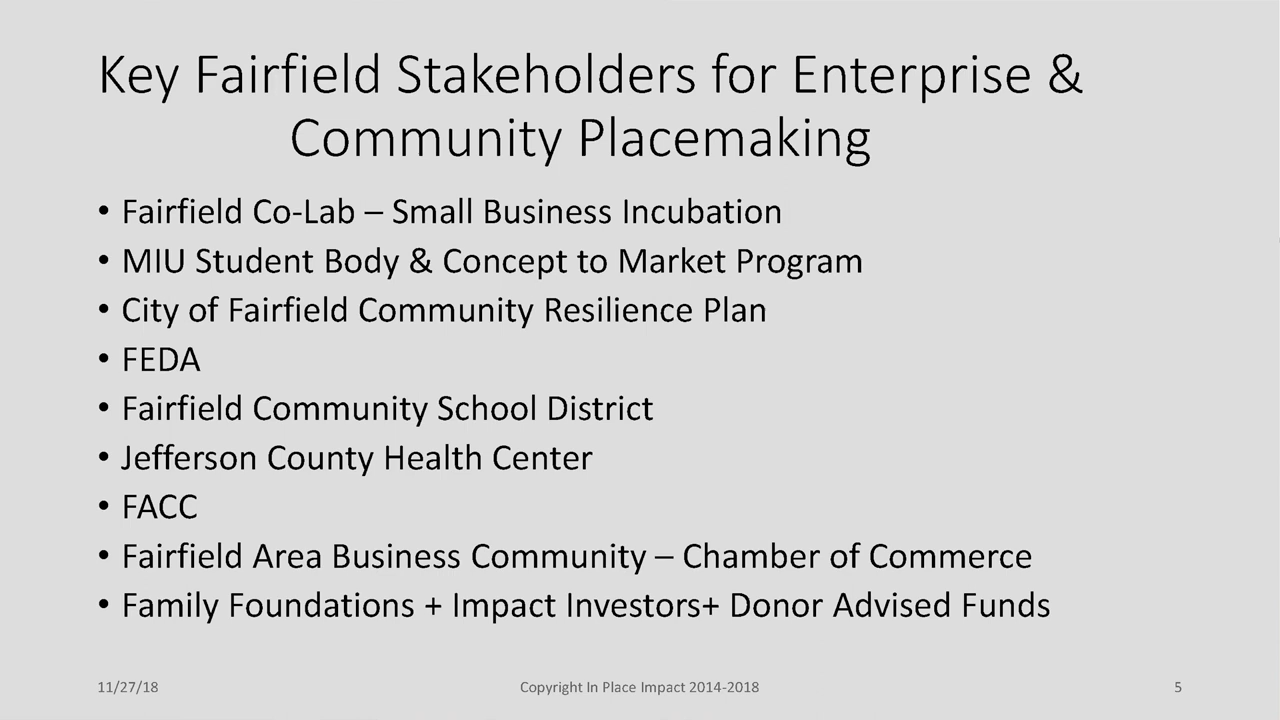 Key Fairfield Stakeholders for Enterprise &
Community Placemaking
• Fairfield Co-Lab – Small Business Incubation
• MIU Student Body & Concept to Market Program
• City of Fairfield Community Resilience Plan
• FEDA
• Fairfield Community School District
• Jefferson County Health Center
• FACC
• Fairfield Area Business Community – Chamber of Commerce
• Family Foundations + Impact Investors+ Donor Advised Funds
11/27/18 Copyright In Place Impact 2014-2018 5